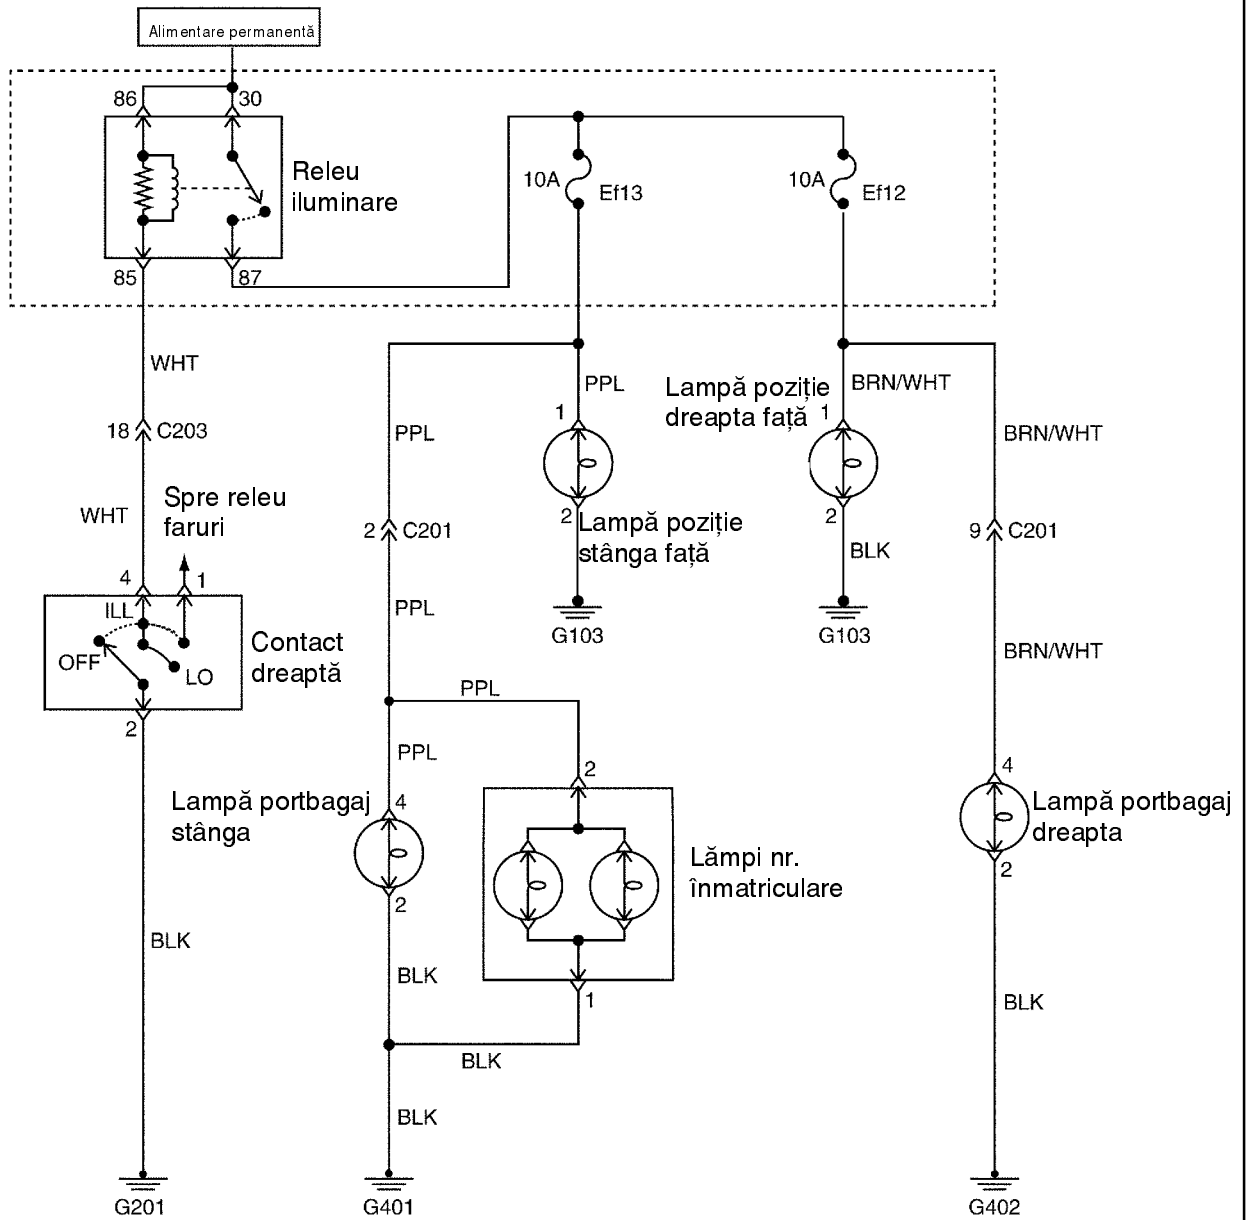 Alimentare permanentă
86
30
Releu
iluminare
10A
Ef13
10A
Ef12
85
87
WHT
PPL
Lampă poziție
dreapta față
BRN/WHT
1
1
18
C203
PPL
BRN/WHT
Spre releu
faruri
WHT
2
C201
2
Lampă poziție
stânga față
2
BLK
9
C201
4
1
ILL
OFF
LO
Contact
dreaptă
PPL
G103
G103
BRN/WHT
PPL
2
PPL
2
4
Lampă portbagaj
stânga
4
Lampă portbagaj
dreapta
Lămpi nr.
înmatriculare
2
2
BLK
BLK
1
BLK
BLK
BLK
G201
G401
G402